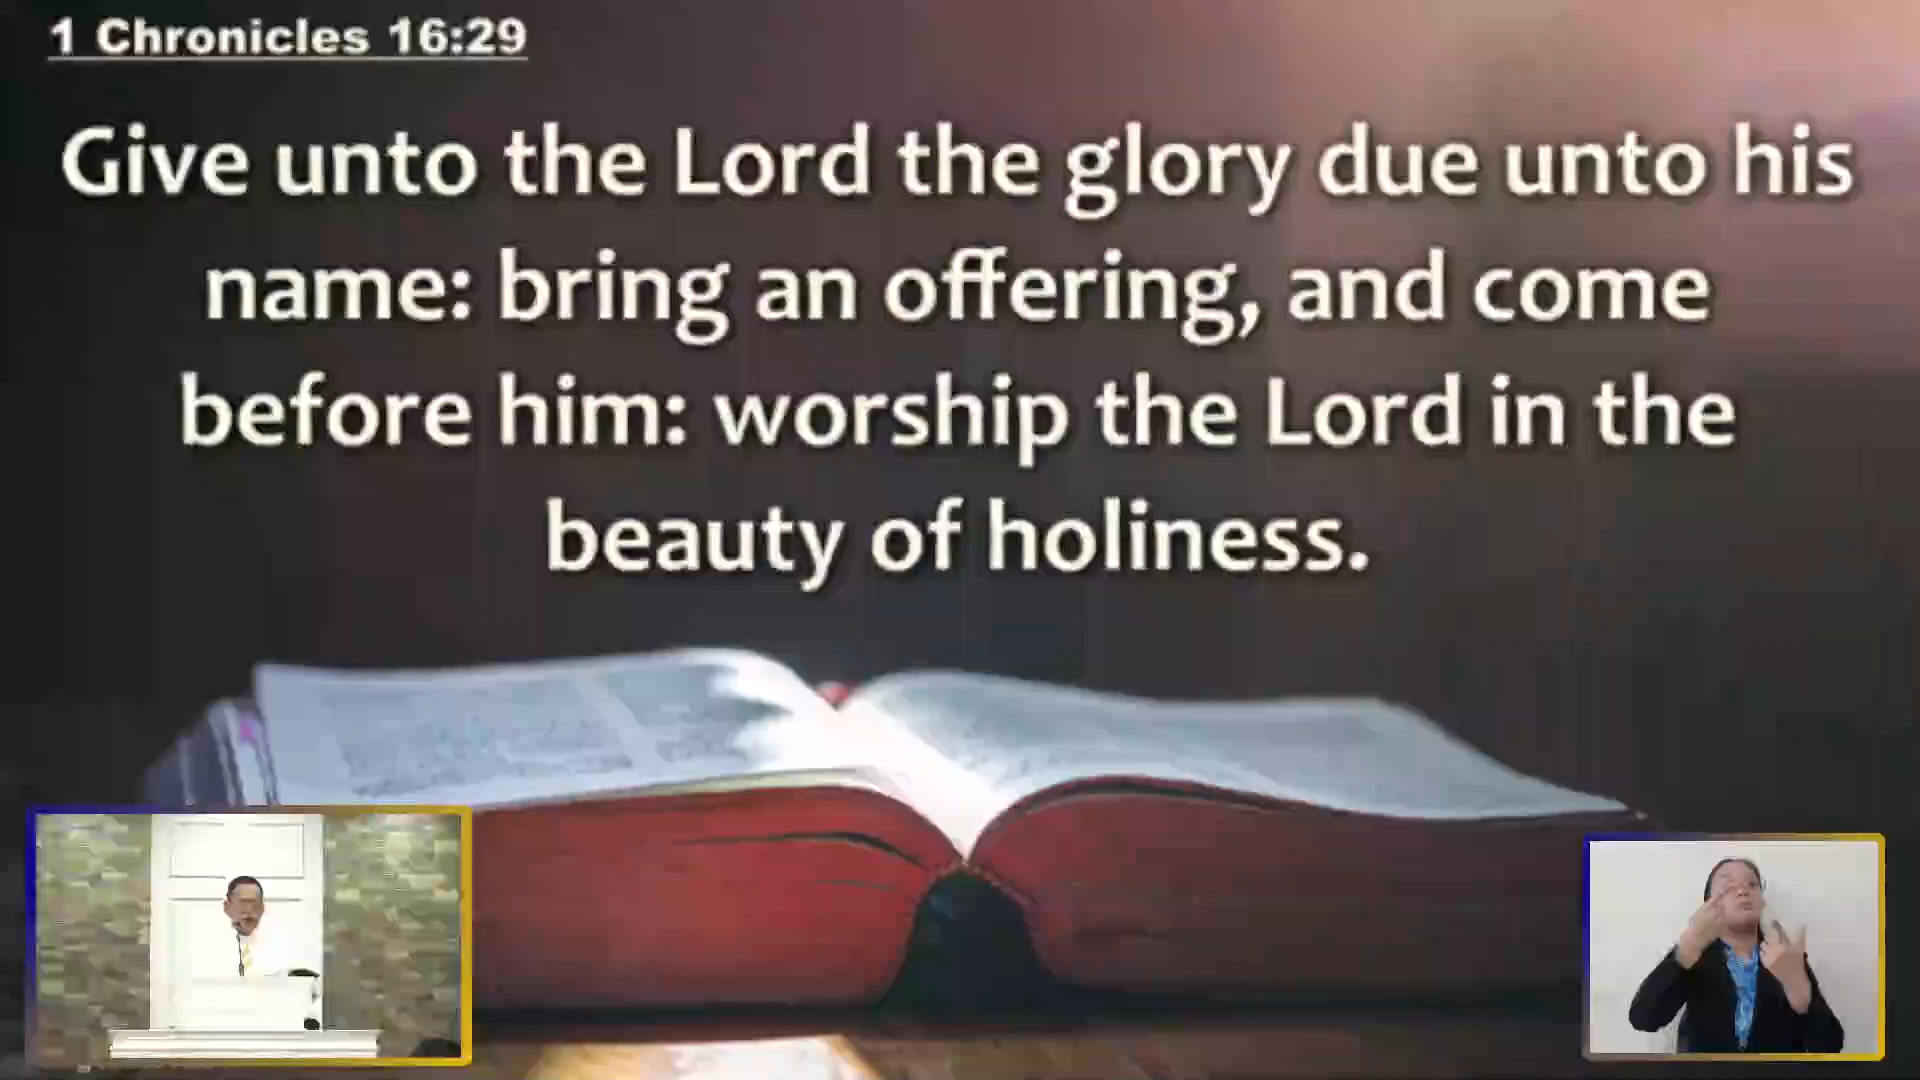 1 Chronicles 16:29
Give unto the Lord the glory due unto his
name: bring an offering, and come
before him: worship the Lord in the
beauty of holiness.